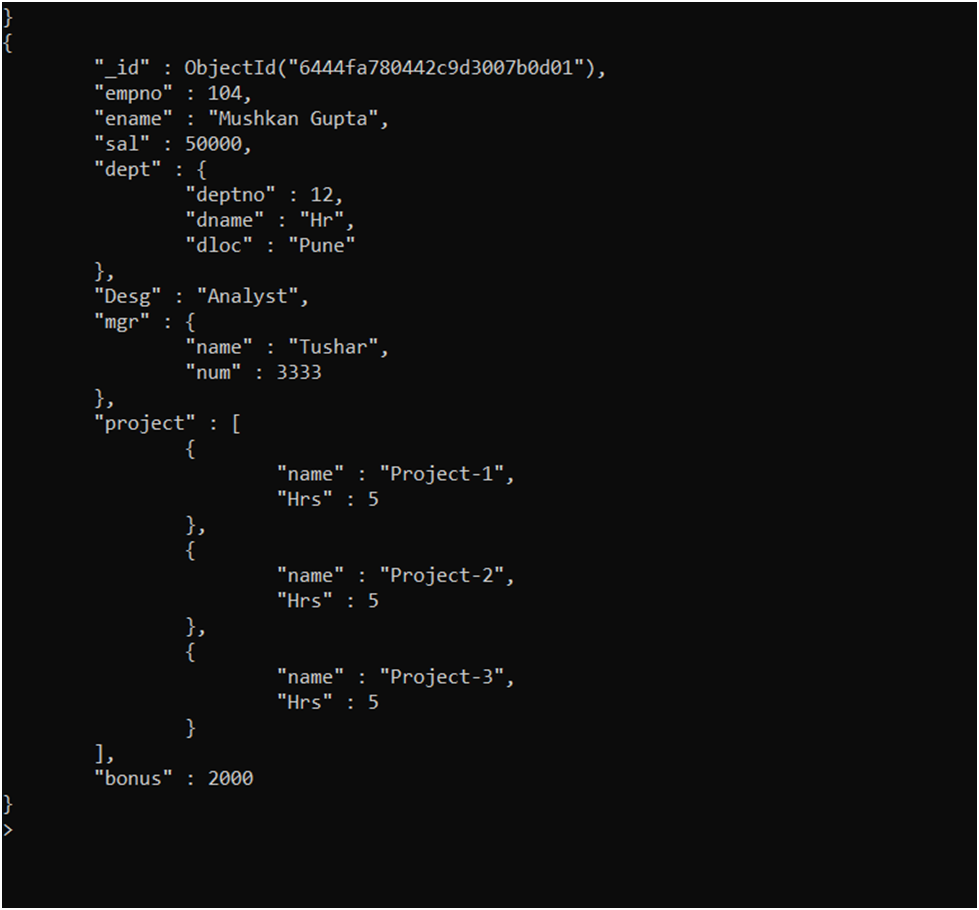 }
{
"_id" : ObjectId("6444fa780442c9d3007b0d01"),
"empno" : 104,
"ename" : "Mushkan Gupta",
"sal" : 50000,
"dept" : {
"deptno" : 12,
"dname" : "Hr",
"dloc" : "Pune"
},
"Desg" : "Analyst",
"mgr" : {
"name" : "Tushar",
"num" : 3333
},
"project" : [
{
"name" : "Project-1",
"Hrs" : 5
},
{
"name" : "Project-2",
"Hrs" : 5
},
{
"name" : "Project-3",
"Hrs" : 5
}
],
"bonus" : 2000
}
>